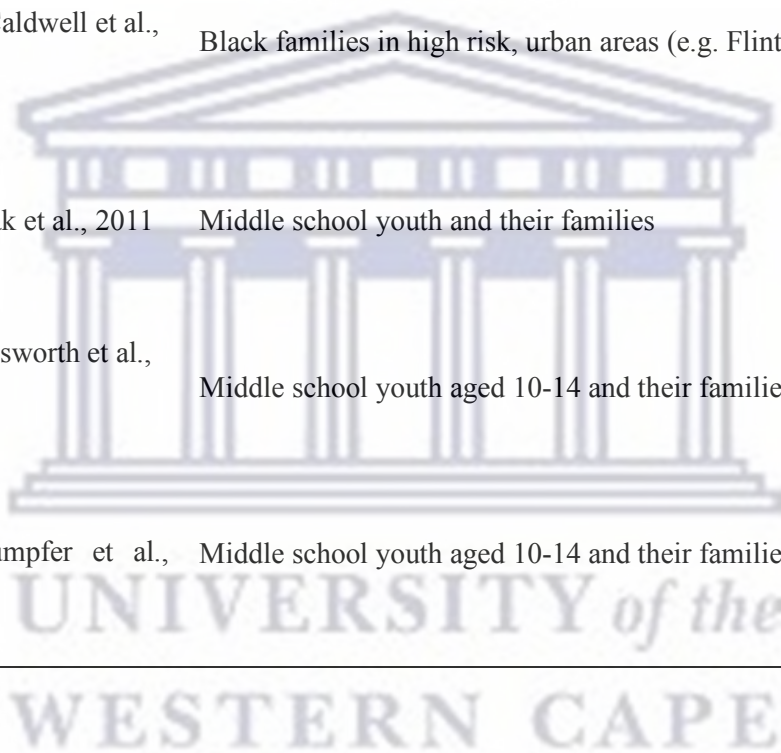 Caldwell et al.,
Black families in high risk, urban areas (e.g. Flint
k et al., 2011 Middle school youth and their families
sworth et al.,
Middle school youth aged 10-14 and their familie
umpfer et al., Middle school youth aged 10-14 and their familie
UNIVERSITY of the
WESTERN CAPE